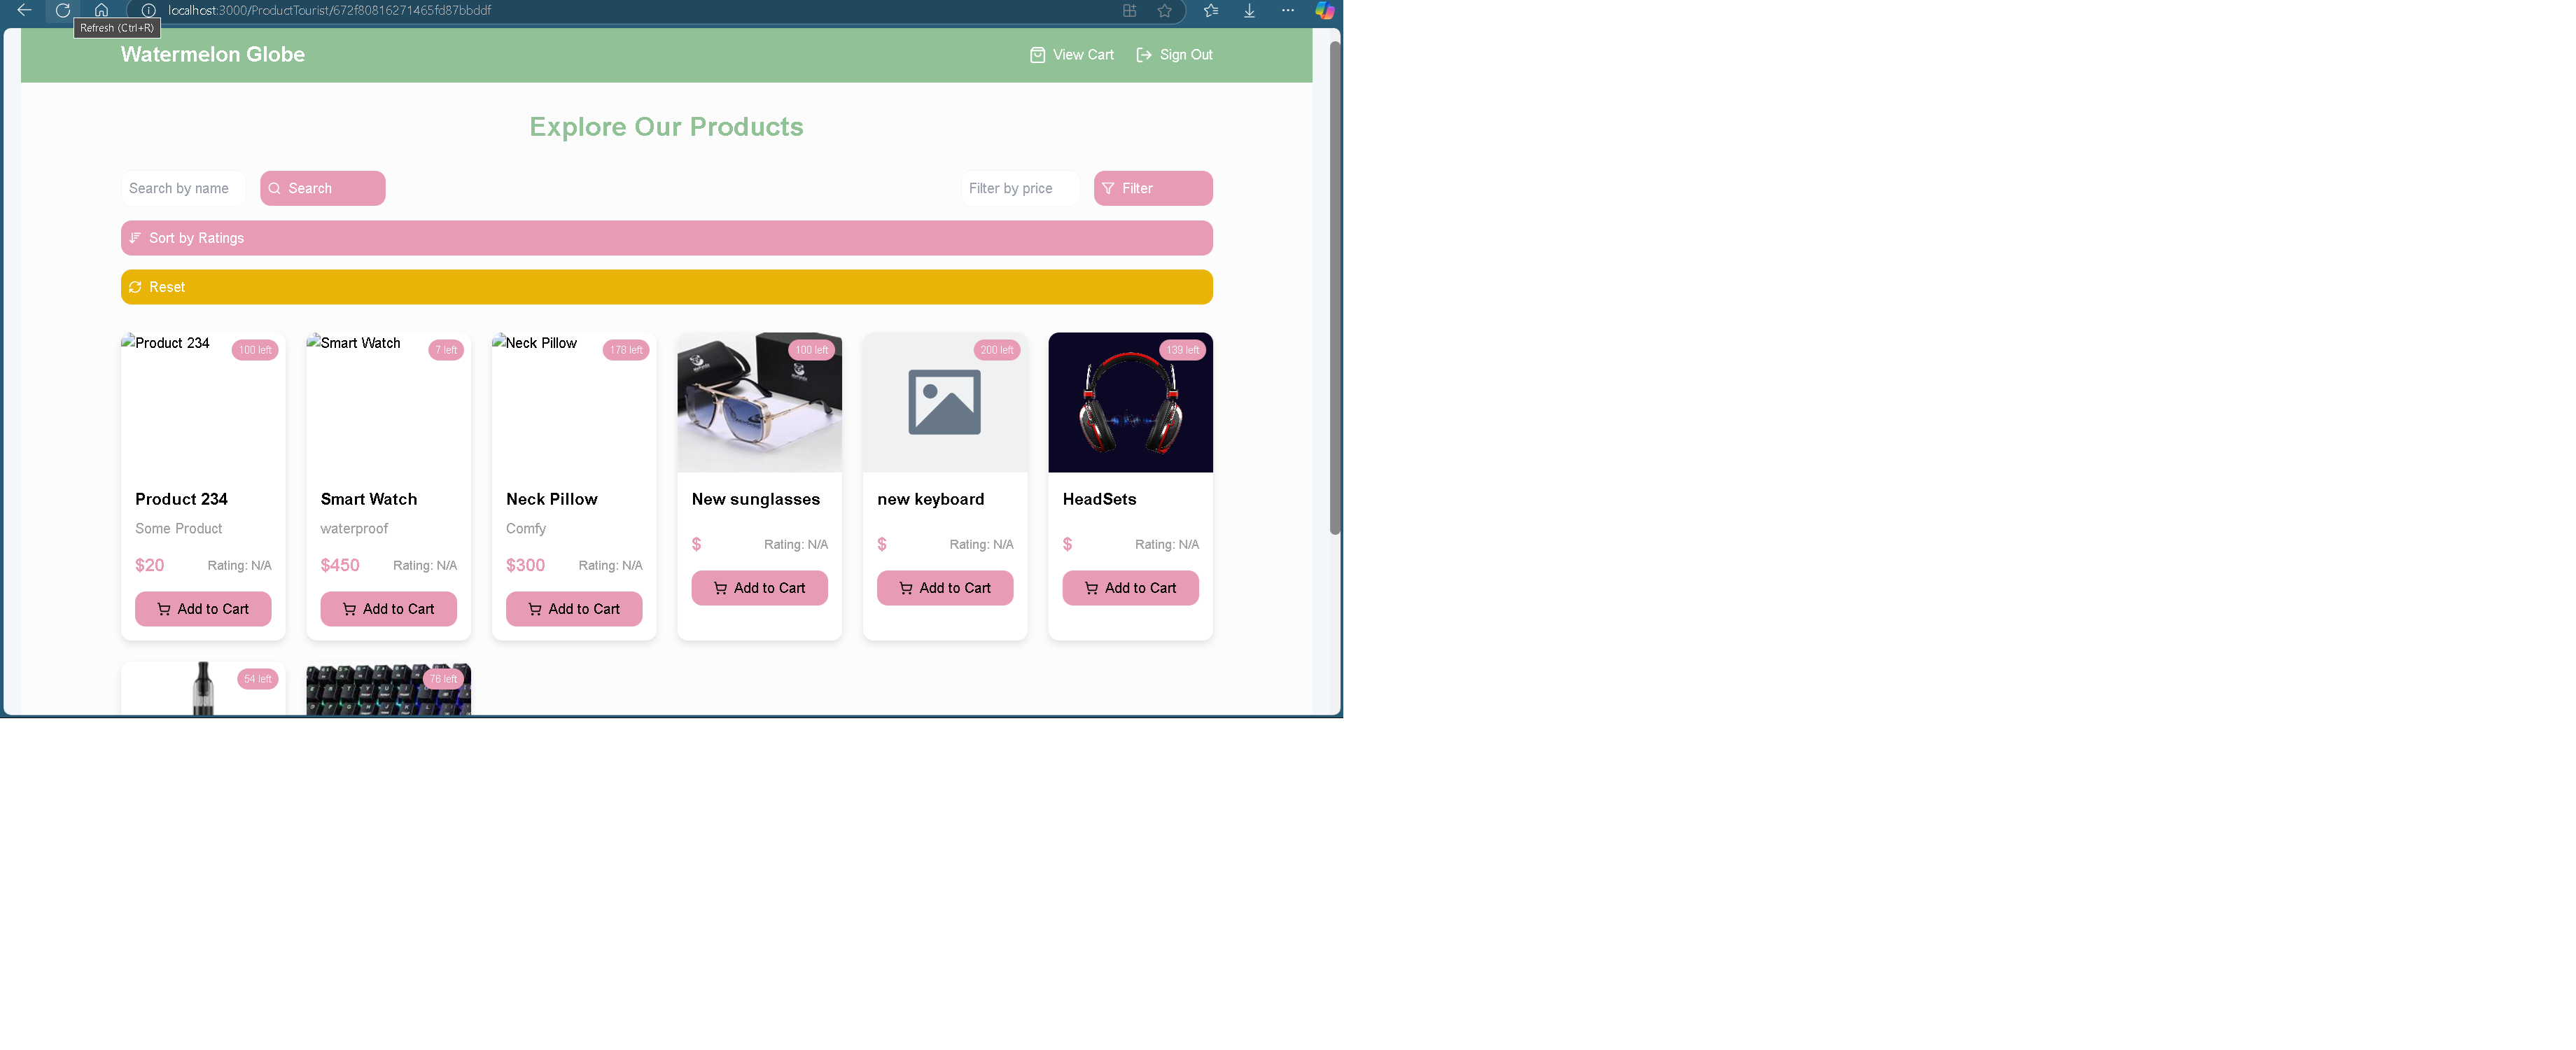 localhost:3000/ProductTourist/672f80816271465fd87bbddf
Refresh (Ctrl+R)
Watermelon Globe
View Cart
Sign Out
Explore Our Products
Search by name
Search
Filter by price
Filter
Sort by Ratings
Reset
Product 234
100 left
Smart Watch
7 left
Neck Pillow
178 left
100 left
200 left
139 left
Product 234
Some Product
$20
Rating: N/A
Add to Cart
Smart Watch
waterproof
$450
Rating: N/A
Add to Cart
Neck Pillow
Comfy
$300
Rating: N/A
Add to Cart
New sunglasses
$
Rating: N/A
Add to Cart
new keyboard
$
Rating: N/A
Add to Cart
HeadSets
$
Rating: N/A
Add to Cart
54 left
76 left